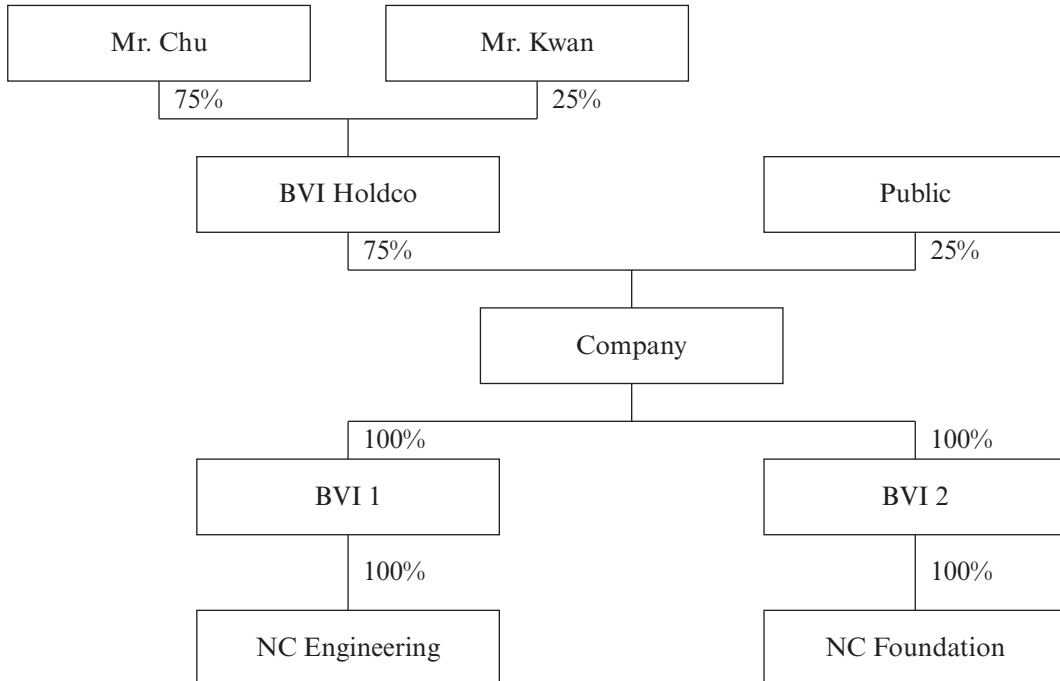 Mr. Chu
Mr. Kwan
75%
25%
BVI Holdco
Public
75%
25%
Company
100%
100%
BVI 1
BVI 2
100%
100%
NC Engineering
NC Foundation